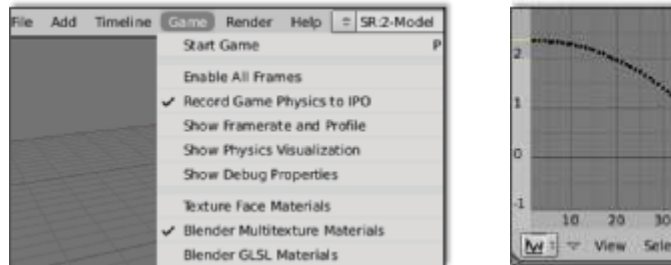 File Add Timeline Game Render Help SR:2-Model
Start Game P
Enable All Frames
Record Game Physics to IPO
Show Framerate and Profile
Show Physics Visualization
Show Debug Properties
Texture Face Materials
Blender Multitexture Materials
Blender GLSL Materials
2
1
0
-1
10 20 30
View Sele